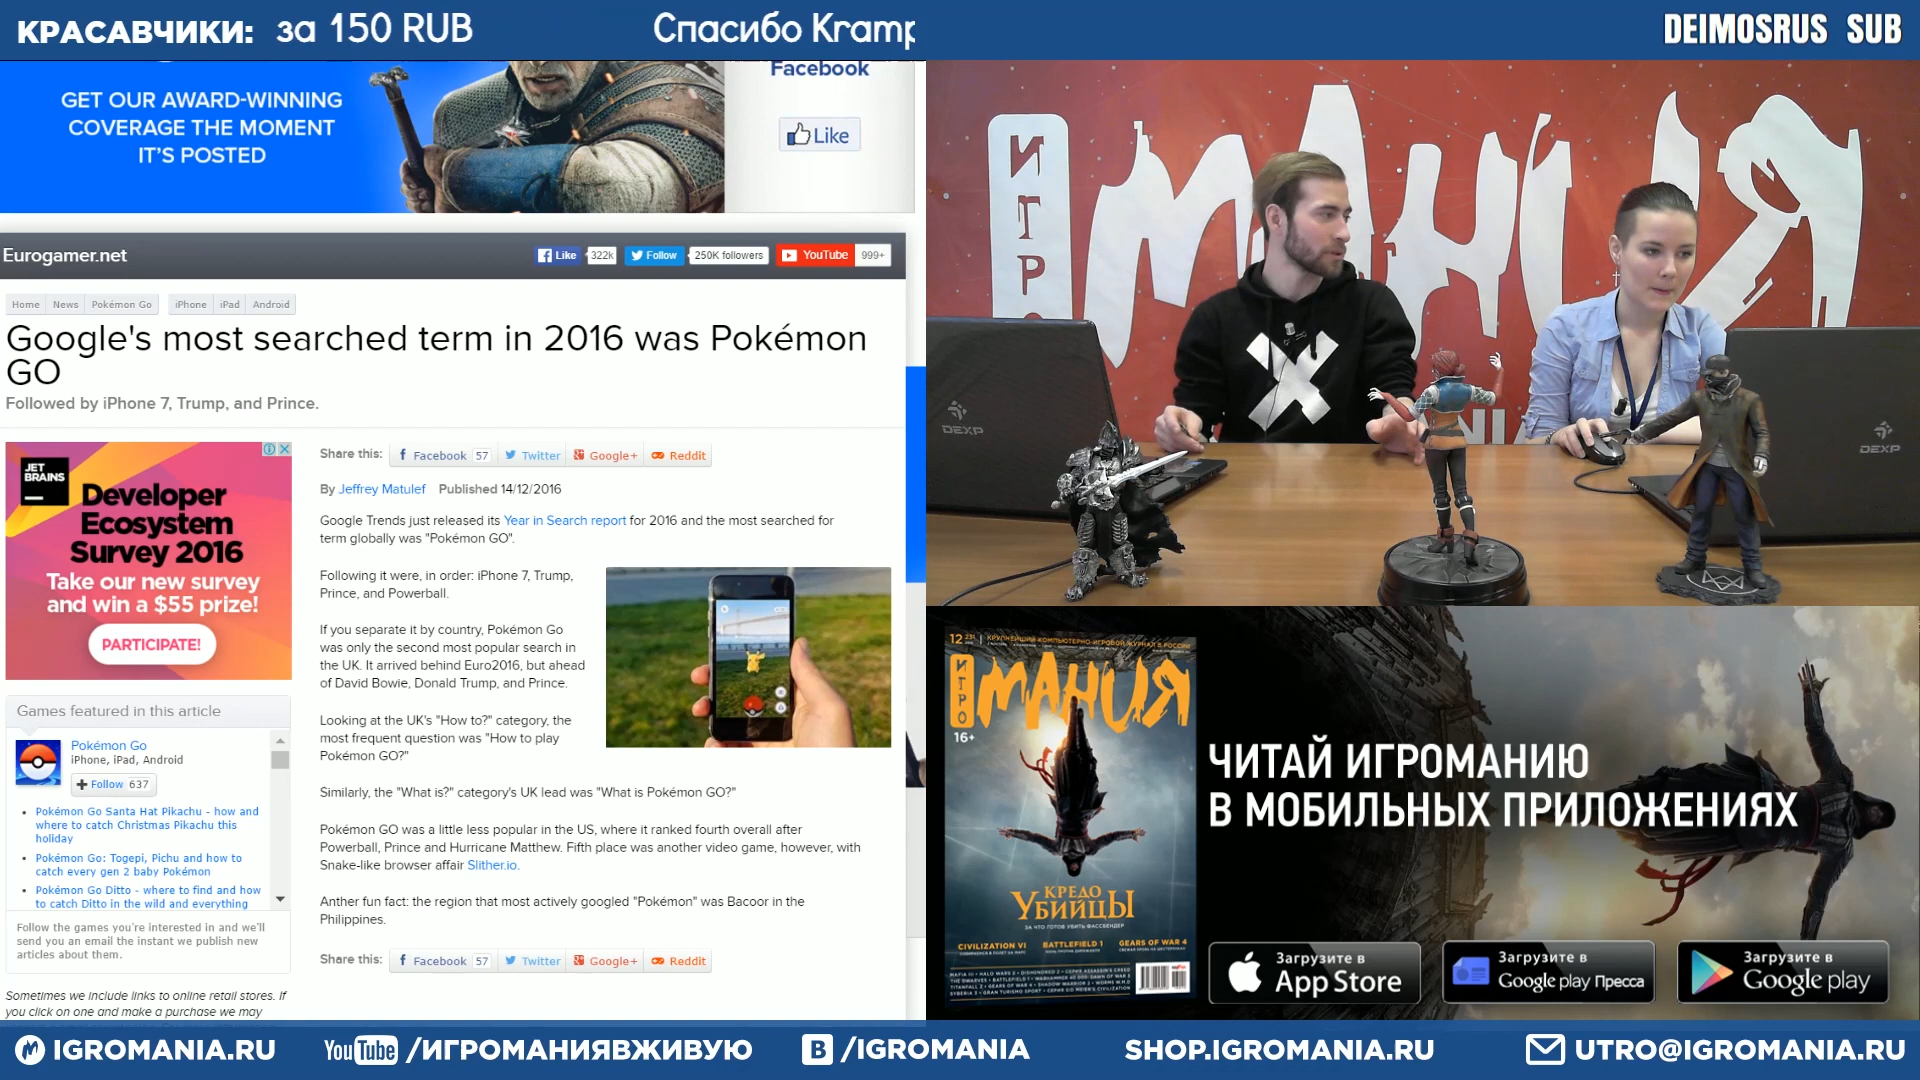 КРАСАВЧИКИ: за 150 RUB Спасибо Kramp
DEIMOSRUS SUB
Facebook
GET OUR AWARD-WINNING
COVERAGE THE MOMENT
IT'S POSTED
Like
Eurogamer.net
Like 322k Follow 250K followers YouTube 999+
Home News Pokémon Go iPhone iPad Android
Google's most searched term in 2016 was Pokémon
GO
Followed by iPhone 7, Trump, and Prince.
JET
BRAINS
Developer
Ecosystem
Survey 2016
Take our new survey
and win a $55 prize!
PARTICIPATE!
Share this: Facebook 57 Twitter Google+ Reddit
By Jeffrey Matulef Published 14/12/2016
Google Trends just released its Year in Search report for 2016 and the most searched for
term globally was "Pokémon GO".
Following it were, in order: iPhone 7, Trump,
Prince, and Powerball.
If you separate it by country, Pokémon Go
was only the second most popular search in
the UK. It arrived behind Euro2016, but ahead
of David Bowie, Donald Trump, and Prince.
Looking at the UK's "How to?" category, the
most frequent question was "How to play
Pokémon GO?"
Similarly, the "What is?" category's UK lead was "What is Pokémon GO?"
Pokémon GO was a little less popular in the US, where it ranked fourth overall after
Powerball, Prince and Hurricane Matthew. Fifth place was another video game, however, with
Snake-like browser affair Slither.io.
Anther fun fact: the region that most actively googled "Pokémon" was Bacoor in the
Philippines.
Share this: Facebook 57 Twitter Google+ Reddit
Games featured in this article
Pokémon Go
iPhone, iPad, Android
Follow 637
Pokémon Go Santa Hat Pikachu - how and
where to catch Christmas Pikachu this
holiday
Pokémon Go: Togepi, Pichu and how to
catch every gen 2 baby Pokémon
Pokémon Go Ditto - where to find and how
to catch Ditto in the wild and everything
Follow the games you're interested in and we'll
send you an email the instant we publish new
articles about them.
Sometimes we include links to online retail stores. If
you click on one and make a purchase we may
ИГРОМАНИЯ
DEXP
DEXP
12 231 КРУПНЕЙШИЙ КОМПЬЮТЕРНО-ИГРОВОЙ ЖУРНАЛ В РОССИИ
ИГРОМАНИЯ
16+
КРЕДО
УБИЙЦЫ
ЗА ЧТО ГОТОВ УБИТЬ ФАССБЕНДЕР
CIVILIZATION VI BATTLEFIELD 1 GEARS OF WAR 4
ЧИТАЙ ИГРОМАНИЮ
В МОБИЛЬНЫХ ПРИЛОЖЕНИЯХ
Загрузите в
App Store
Загрузите в
Google play Пресса
Загрузите в
Google play
IGROMANIA.RU YouTube /ИГРОМАНИЯВЖИВУЮ B /IGROMANIA SHOP.IGROMANIA.RU UTRO@IGROMANIA.RU